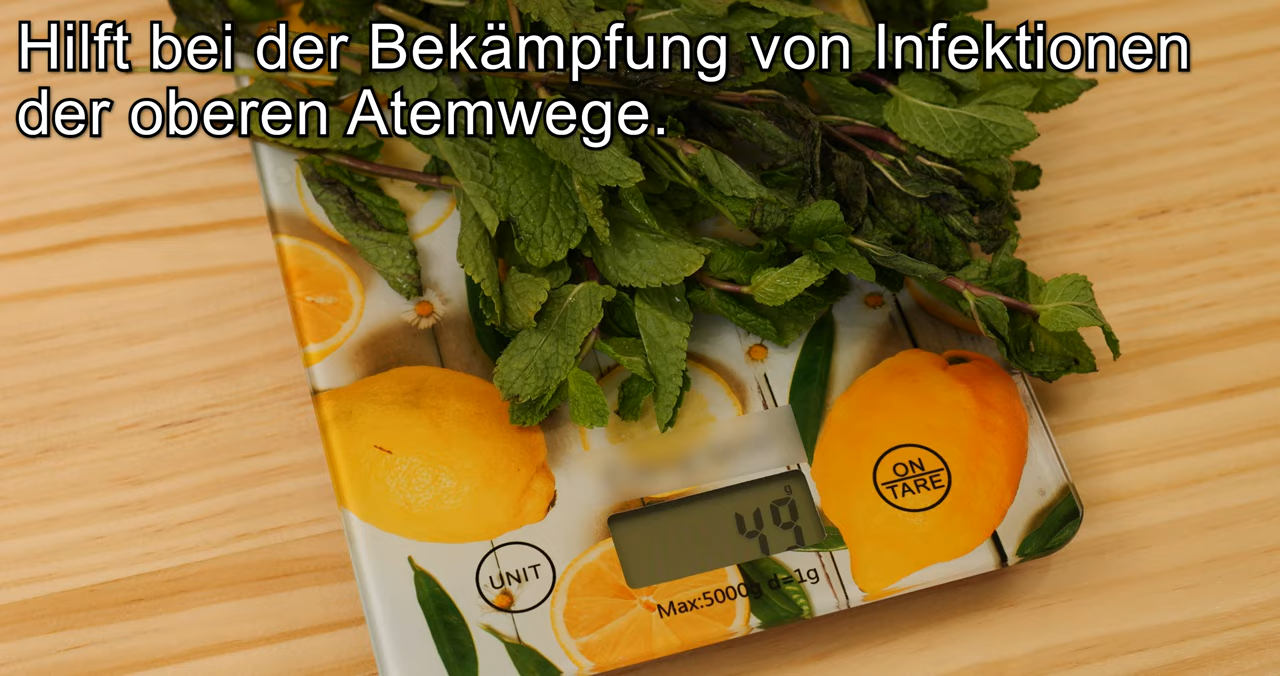 Hilft bei der Bekämpfung von Infektionen
der oberen Atemwege.
ON
TARE
g
49
UNIT
Max:5000g d=1g